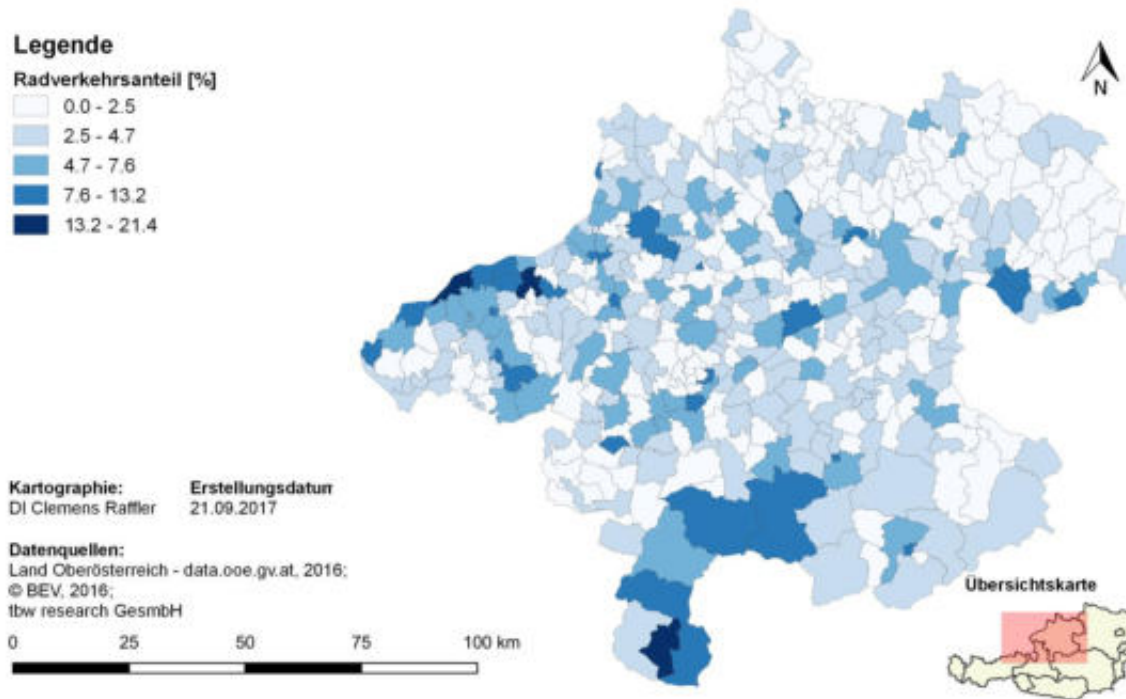 Legende
Radverkehrsanteil [%]
0.0 - 2.5
2.5 - 4.7
4.7 - 7.6
7.6 - 13.2
13.2 - 21.4
N
Kartographie: Erstellungsdatum
DI Clemens Raffler 21.09.2017
Datenquellen:
Land Oberösterreich - data.ooe.gv.at, 2016;
© BEV, 2016;
tbw research GesmbH
0 25 50 75 100 km
Übersichtskarte